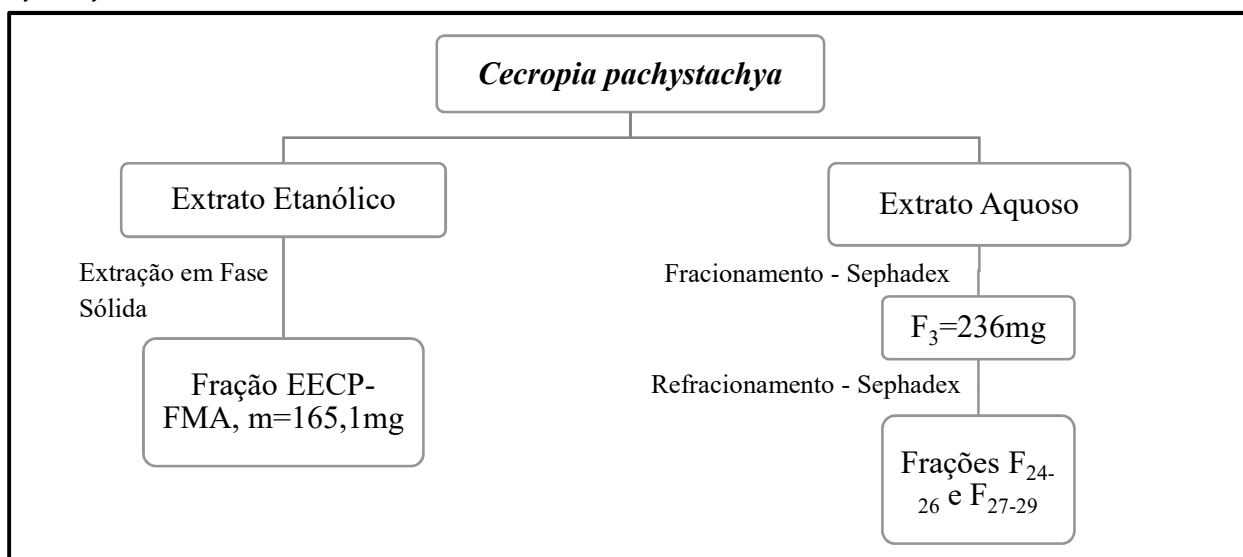 Cecropia pachystachya
Extrato Etanólico
Extrato Aquoso
Extração em Fase
Sólida
Fracionamento - Sephadex
F3=236mg
Fração EECP-
FMA, m=165,1mg
Refracionamento - Sephadex
Frações F24-
26 e F27-29